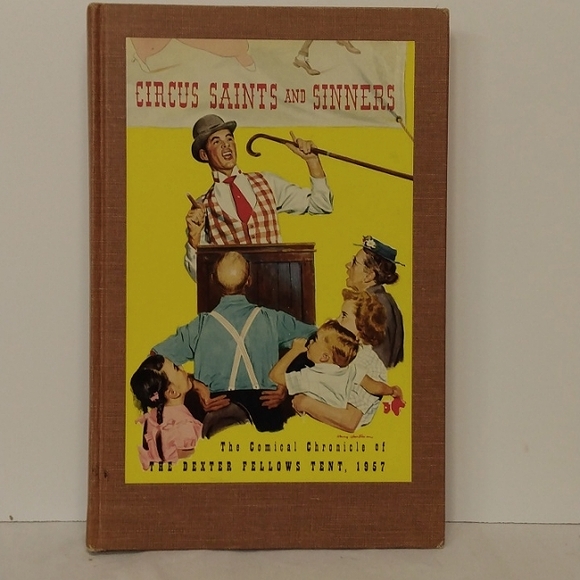 CIRCUS SAINTS AND SINNERS
The Comical Chronicle of
THE DEXTER FELLOWS TENT, 1957